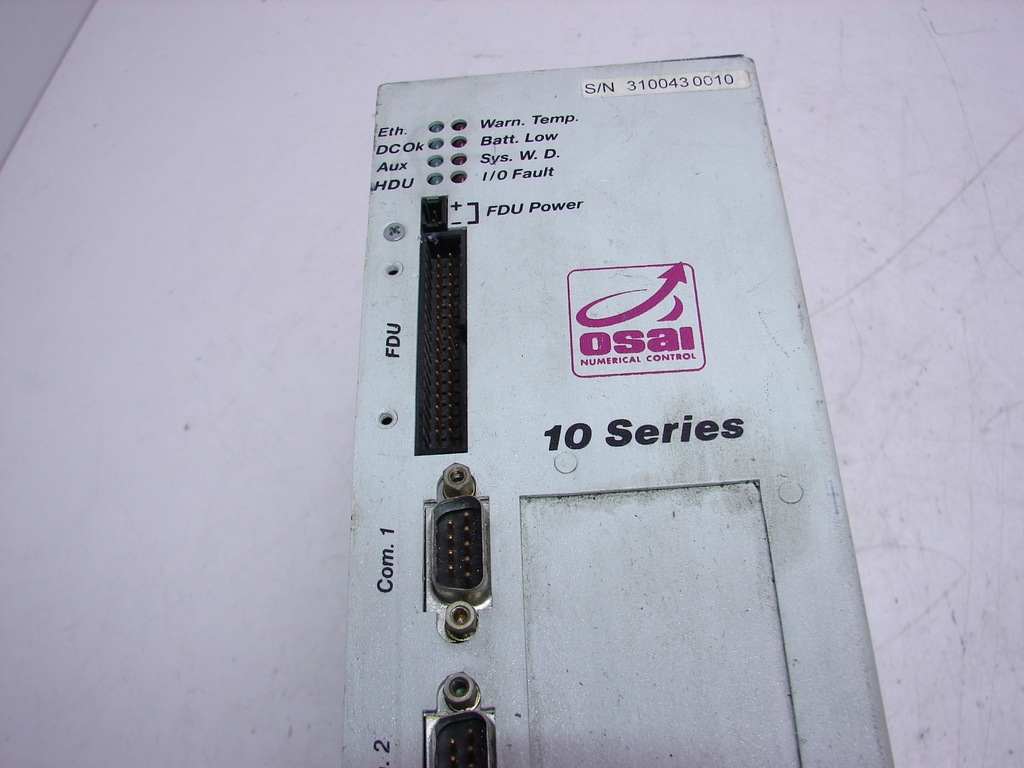 S/N 3100430010
Eth. Warn. Temp.
DC Ok Batt. Low
Aux Sys. W. D.
HDU I/O Fault
+
- FDU Power
FDU
osai
NUMERICAL CONTROL
10 Series
Com. 1
. 2